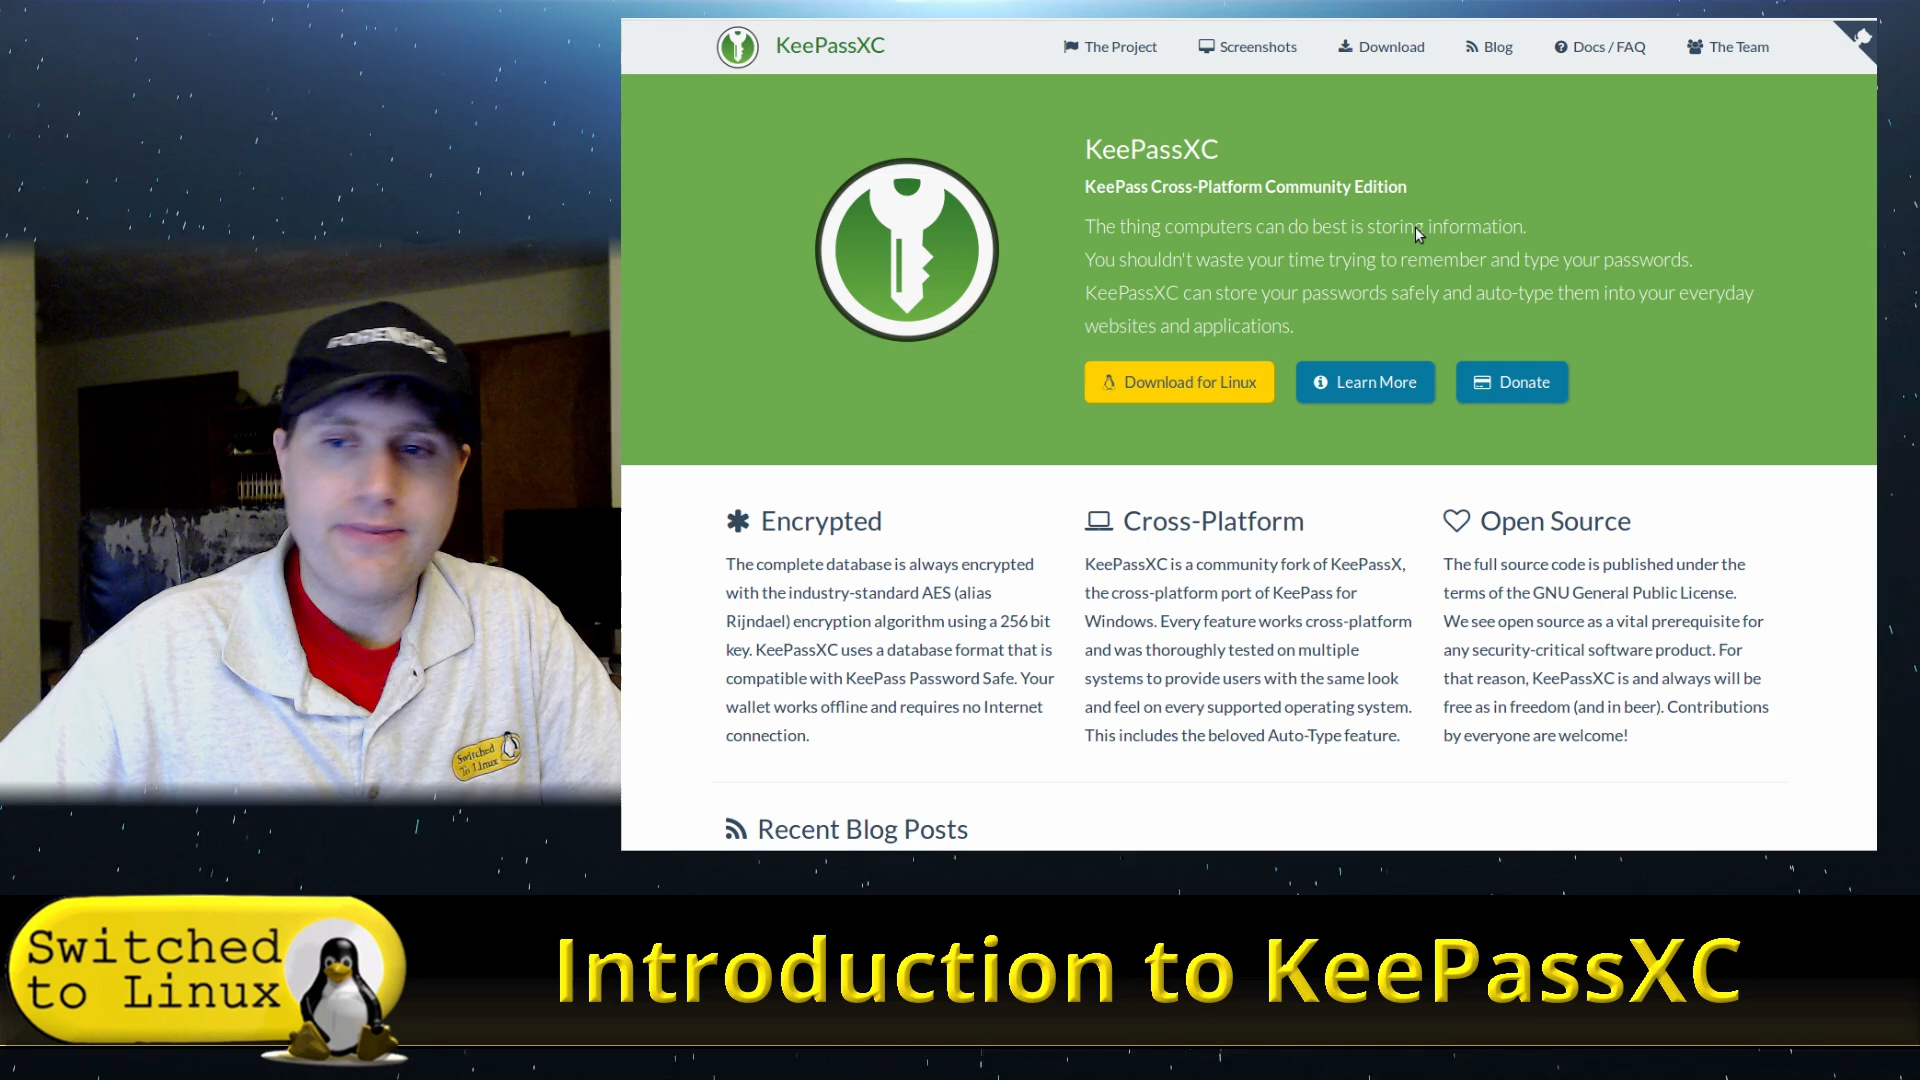 KeePassXC
The Project
Screenshots
Download
Blog
Docs / FAQ
The Team
KeePassXC
KeePass Cross-Platform Community Edition
The thing computers can do best is storing information.
You shouldn't waste your time trying to remember and type your passwords.
KeePassXC can store your passwords safely and auto-type them into your everyday
websites and applications.
Download for Linux
Learn More
Donate
Encrypted
The complete database is always encrypted
with the industry-standard AES (alias
Rijndael) encryption algorithm using a 256 bit
key. KeePassXC uses a database format that is
compatible with KeePass Password Safe. Your
wallet works offline and requires no Internet
connection.
Cross-Platform
KeePassXC is a community fork of KeePassX,
the cross-platform port of KeePass for
Windows. Every feature works cross-platform
and was thoroughly tested on multiple
systems to provide users with the same look
and feel on every supported operating system.
This includes the beloved Auto-Type feature.
Open Source
The full source code is published under the
terms of the GNU General Public License.
We see open source as a vital prerequisite for
any security-critical software product. For
that reason, KeePassXC is and always will be
free as in freedom (and in beer). Contributions
by everyone are welcome!
Recent Blog Posts
FORENSICS
Switched
To Linux
Switched
to Linux
Introduction to KeePassXC